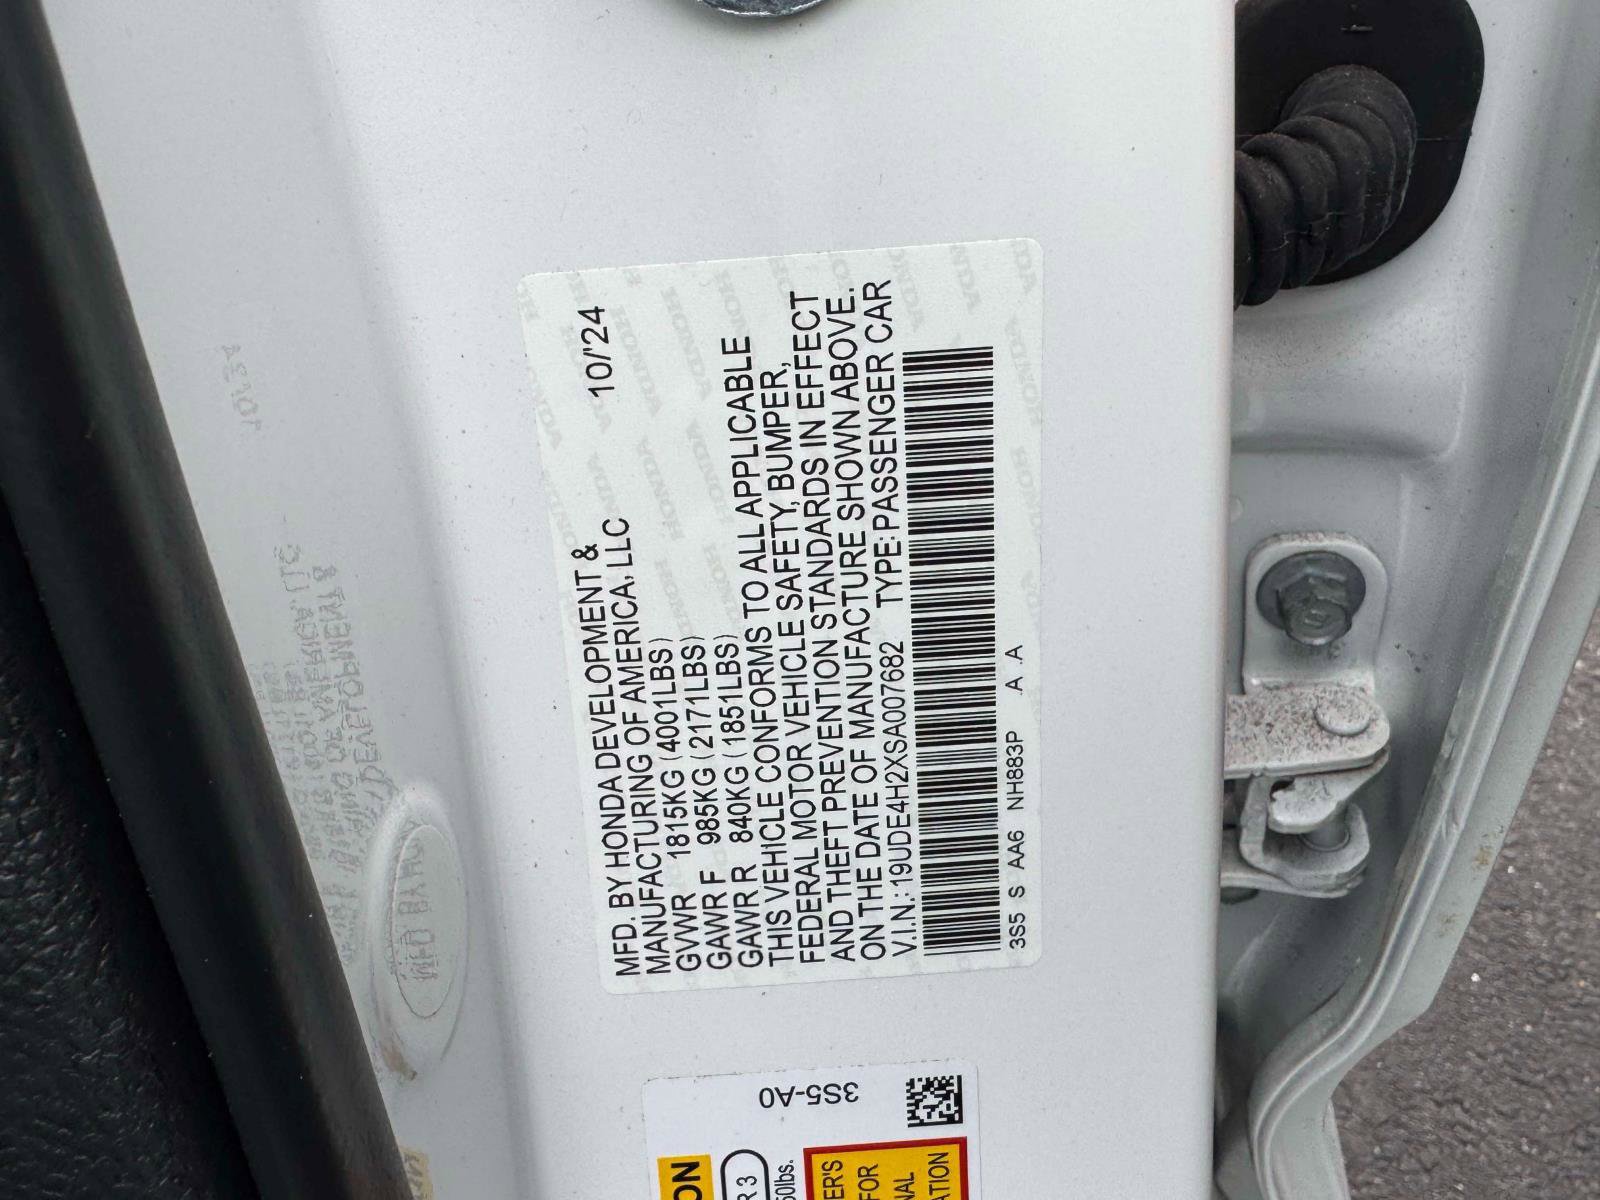 MFD. BY HONDA DEVELOPMENT &
MANUFACTURING OF AMERICA, LLC 10/'24
GVWR 1815KG (4001LBS)
GAWR F 985KG (2171LBS)
GAWR R 840KG (1851LBS)
THIS VEHICLE CONFORMS TO ALL APPLICABLE
FEDERAL MOTOR VEHICLE SAFETY, BUMPER,
AND THEFT PREVENTION STANDARDS IN EFFECT
ON THE DATE OF MANUFACTURE SHOWN ABOVE.
V.I.N.: 19UDE4H2XSA007682 TYPE: PASSENGER CAR
3S5 S AA6 NH883P A A
3S5-A0